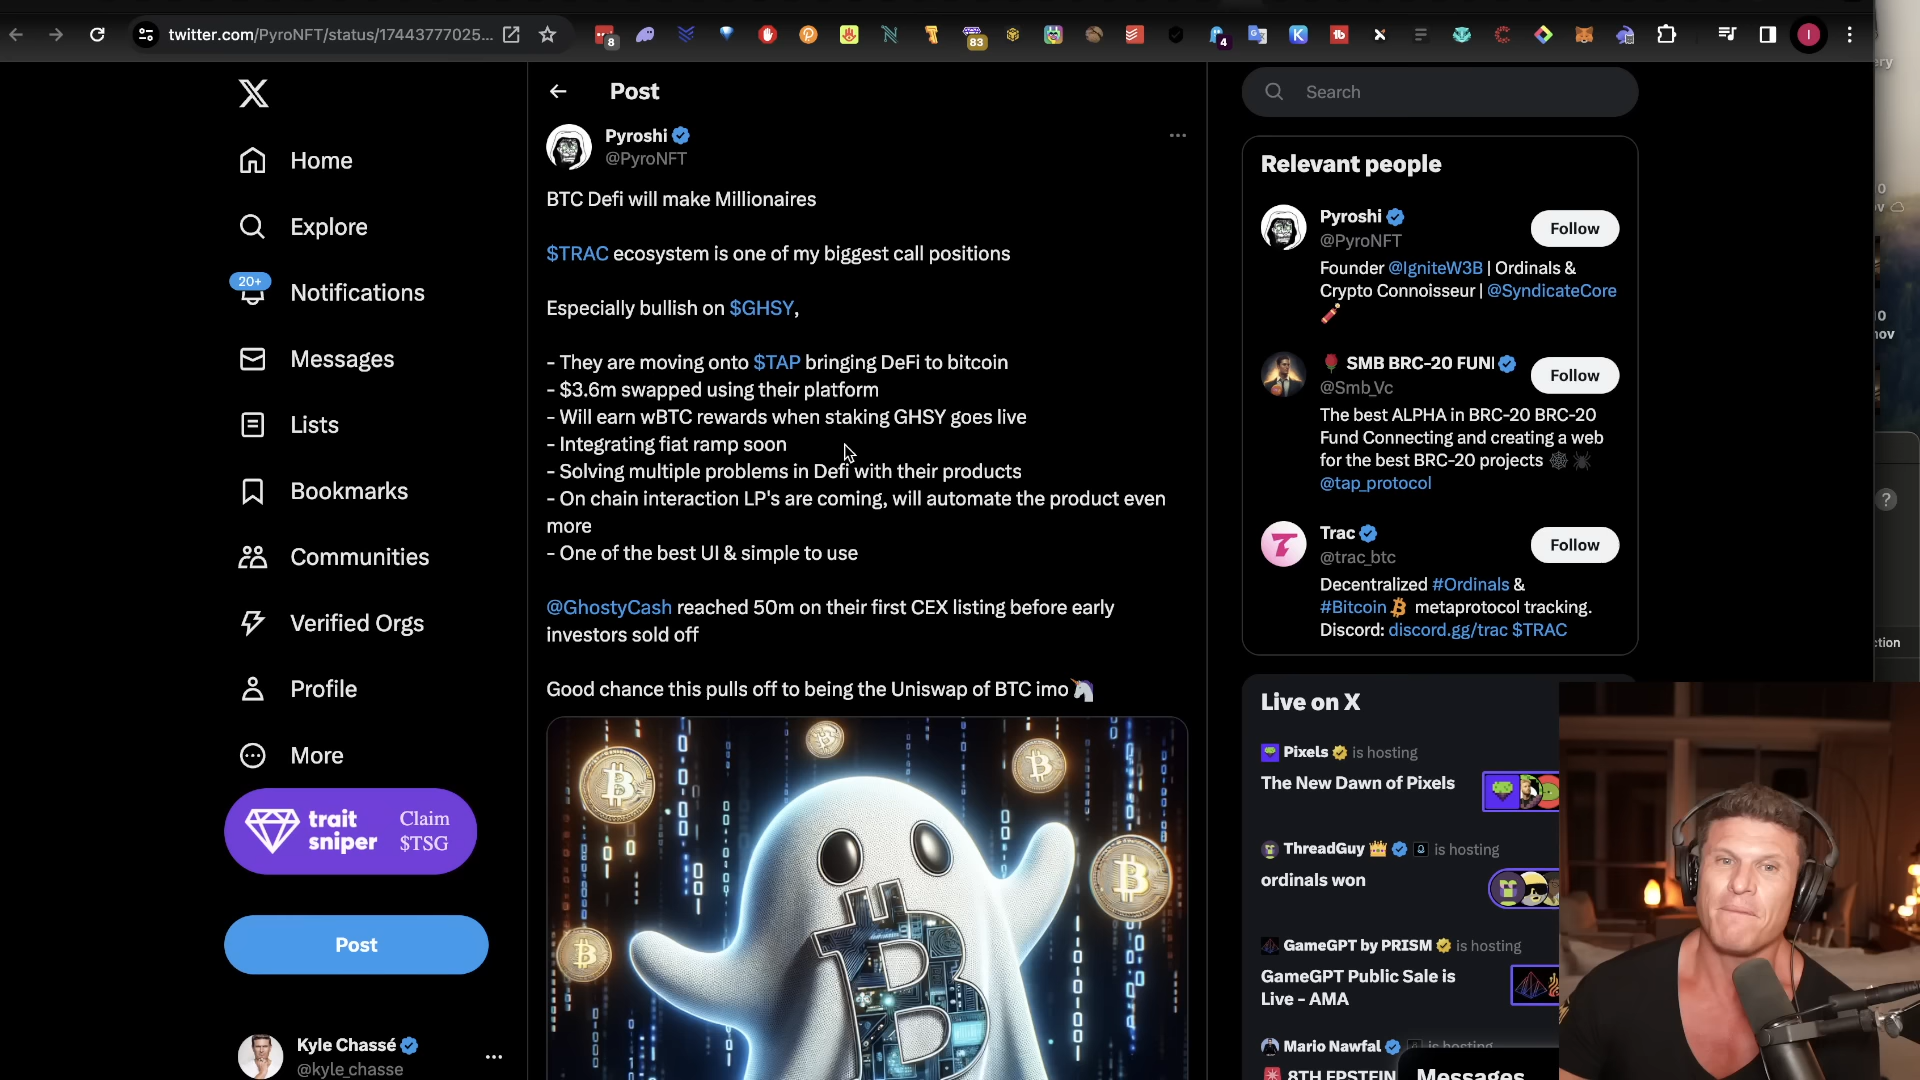 twitter.com/PyroNFT/status/17443777025...
8
83
4
Home
Explore
20+
Notifications
Messages
Lists
Bookmarks
Communities
Verified Orgs
Profile
More
trait sniper
Claim $TSG
Post
Kyle Chassé
@kyle_chasse
Post
Pyroshi
@PyroNFT
BTC Defi will make Millionaires
$TRAC ecosystem is one of my biggest call positions
Especially bullish on $GHSY,
- They are moving onto $TAP bringing DeFi to bitcoin
- $3.6m swapped using their platform
- Will earn wBTC rewards when staking GHSY goes live
- Integrating fiat ramp soon
- Solving multiple problems in Defi with their products
- On chain interaction LP's are coming, will automate the product even
more
- One of the best UI & simple to use
@GhostyCash reached 50m on their first CEX listing before early
investors sold off
Good chance this pulls off to being the Uniswap of BTC imo
Search
Relevant people
Pyroshi
@PyroNFT
Follow
Founder @IgniteW3B | Ordinals &
Crypto Connoisseur | @SyndicateCore
SMB BRC-20 FUN
@Smb_Vc
Follow
The best ALPHA in BRC-20 BRC-20
Fund Connecting and creating a web
for the best BRC-20 projects
@tap_protocol
Trac
@trac_btc
Follow
Decentralized #Ordinals &
#Bitcoin metaprotocol tracking.
Discord: discord.gg/trac $TRAC
Live on X
Pixels is hosting
The New Dawn of Pixels
ThreadGuy is hosting
ordinals won
GameGPT by PRISM is hosting
GameGPT Public Sale is
Live - AMA
Mario Nawfal is hosting
8TH EPSTEIN
Messages